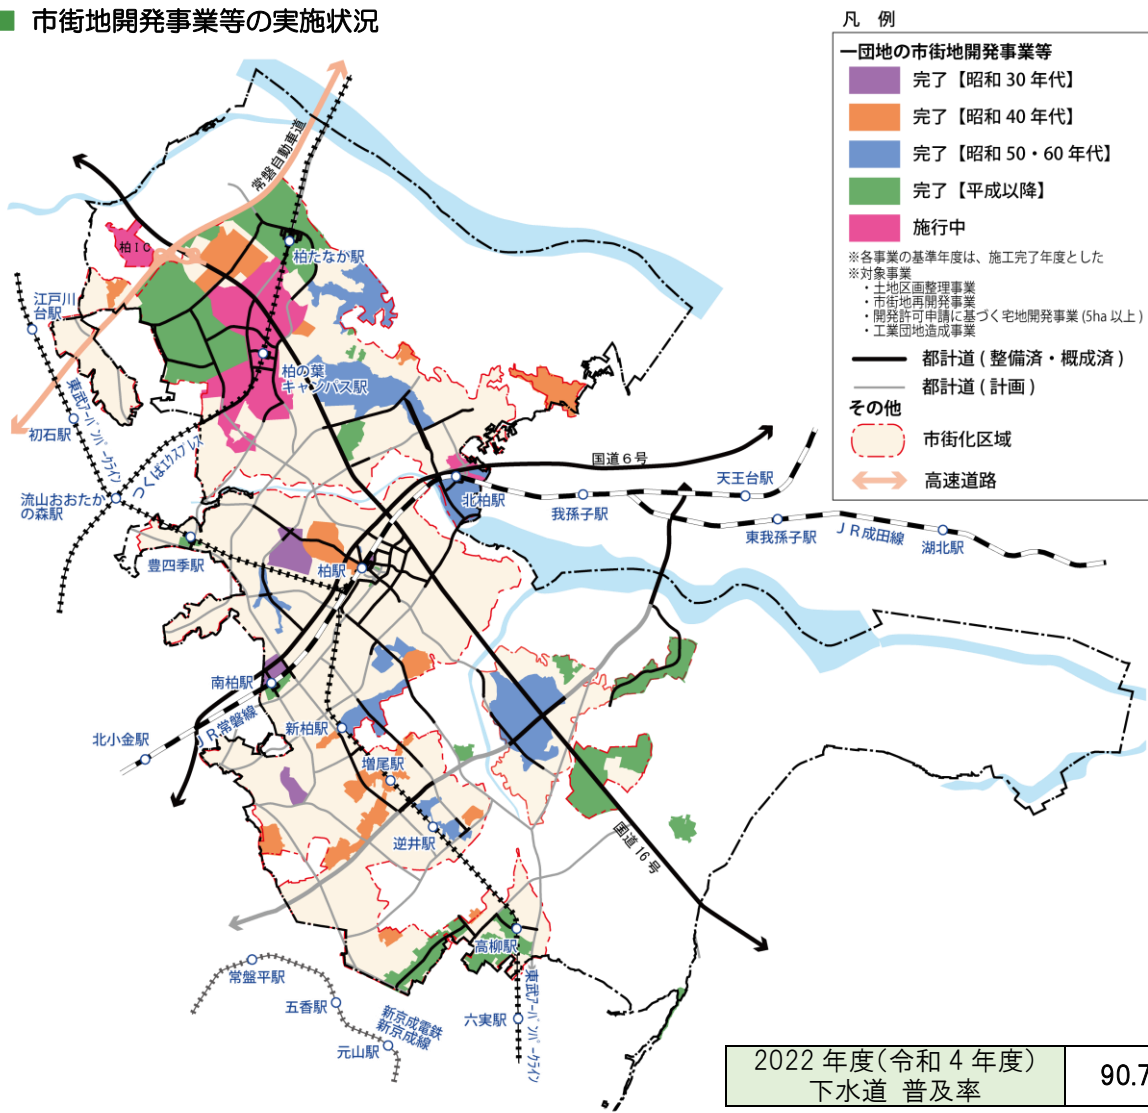 市街地開発事業等の実施状況
凡 例
一団地の市街地開発事業等
完了【昭和 30 年代】
完了【昭和 40 年代】
完了【昭和 50・60 年代】
完了【平成以降】
施行中
※各事業の基準年度は、施工完了年度とした
※対象事業
・土地区画整理事業
・市街地再開発事業
・開発許可申請に基づく宅地開発事業 (5ha 以上)
・工業団地造成事業
都計道 ( 整備済・概成済 )
都計道 ( 計画 )
その他
市街化区域
高速道路
常磐自動車道
柏IC
柏たなか駅
江戸川
台駅
柏の葉
キャンパス駅
東武アーバンパークライン
初石駅
つくばエクスプレス
国道6号
天王台駅
流山おおたか
の森駅
北柏駅
我孫子駅
東我孫子駅
JR成田線
湖北駅
豊四季駅
柏駅
南柏駅
JR常磐線
新柏駅
北小金駅
増尾駅
逆井駅
国道16号
高柳駅
常盤平駅
五香駅
新京成電鉄
新京成線
元山駅
六実駅
東武アーバンパークライン
2022 年度(令和 4 年度)
下水道 普及率
90.7